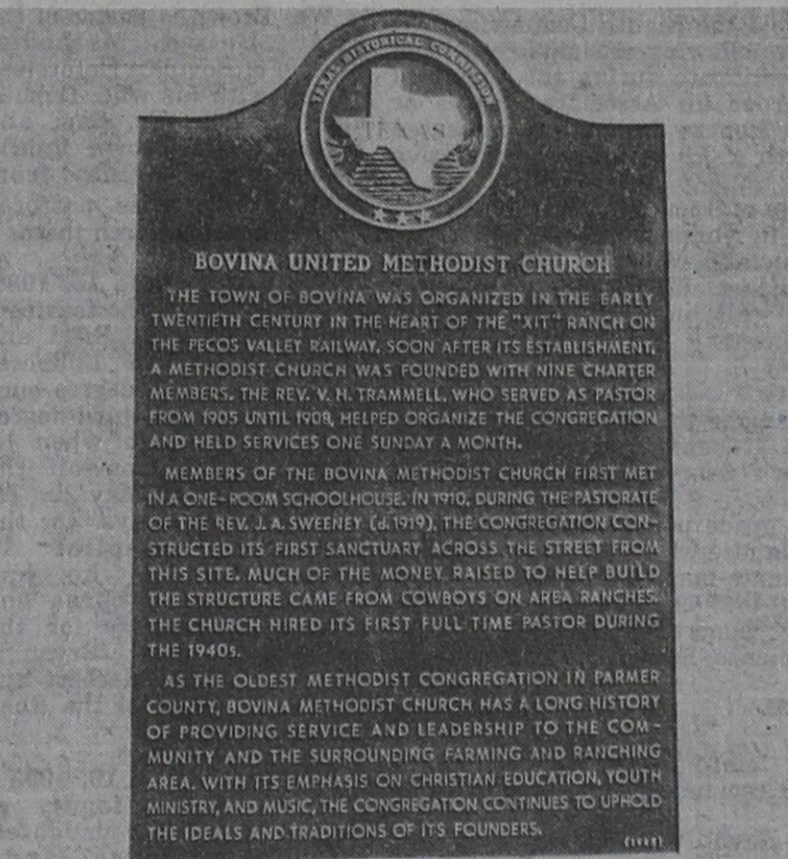 TEXAS HISTORICAL COMMISSION
TEXAS
BOVINA UNITED METHODIST CHURCH
THE TOWN OF BOVINA WAS ORGANIZED IN THE EARLY
TWENTIETH CENTURY IN THE HEART OF THE "XIT" RANCH ON
THE PECOS VALLEY RAILWAY. SOON AFTER ITS ESTABLISHMENT,
A METHODIST CHURCH WAS FOUNDED WITH NINE CHARTER
MEMBERS. THE REV. V. H. TRAMMELL, WHO SERVED AS PASTOR
FROM 1905 UNTIL 1908, HELPED ORGANIZE THE CONGREGATION
AND HELD SERVICES ONE SUNDAY A MONTH.
MEMBERS OF THE BOVINA METHODIST CHURCH FIRST MET
IN A ONE-ROOM SCHOOLHOUSE. IN 1910, DURING THE PASTORATE
OF THE REV. J. A. SWEENEY (d. 1919), THE CONGREGATION CON-
STRUCTED ITS FIRST SANCTUARY ACROSS THE STREET FROM
THIS SITE. MUCH OF THE MONEY RAISED TO HELP BUILD
THE STRUCTURE CAME FROM COWBOYS ON AREA RANCHES.
THE CHURCH HIRED ITS FIRST FULL TIME PASTOR DURING
THE 1940s.
AS THE OLDEST METHODIST CONGREGATION IN PARMER
COUNTY, BOVINA METHODIST CHURCH HAS A LONG HISTORY
OF PROVIDING SERVICE AND LEADERSHIP TO THE COM-
MUNITY AND THE SURROUNDING FARMING AND RANCHING
AREA. WITH ITS EMPHASIS ON CHRISTIAN EDUCATION, YOUTH
MINISTRY, AND MUSIC, THE CONGREGATION CONTINUES TO UPHOLD
THE IDEALS AND TRADITIONS OF ITS FOUNDERS.